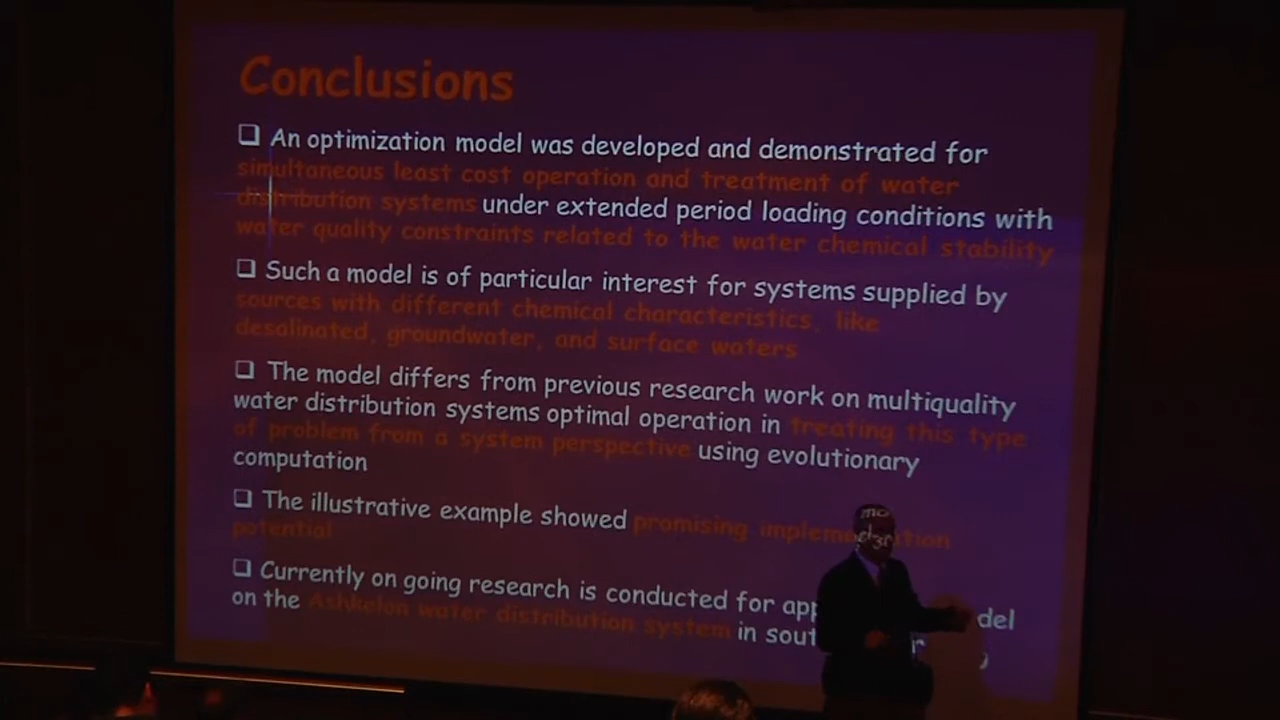 Conclusions
❑ An optimization model was developed and demonstrated for
simultaneous least cost operation and treatment of water
distribution systems under extended period loading conditions with
water quality constraints related to the water chemical stability
❑ Such a model is of particular interest for systems supplied by
sources with different chemical characteristics, like
desalinated, groundwater, and surface waters
❑ The model differs from previous research work on multiquality
water distribution systems optimal operation in treating this type
of problem from a system perspective using evolutionary
computation
❑ The illustrative example showed promising implementation
potential
❑ Currently on going research is conducted for
on the Ashkelon water distribution system in